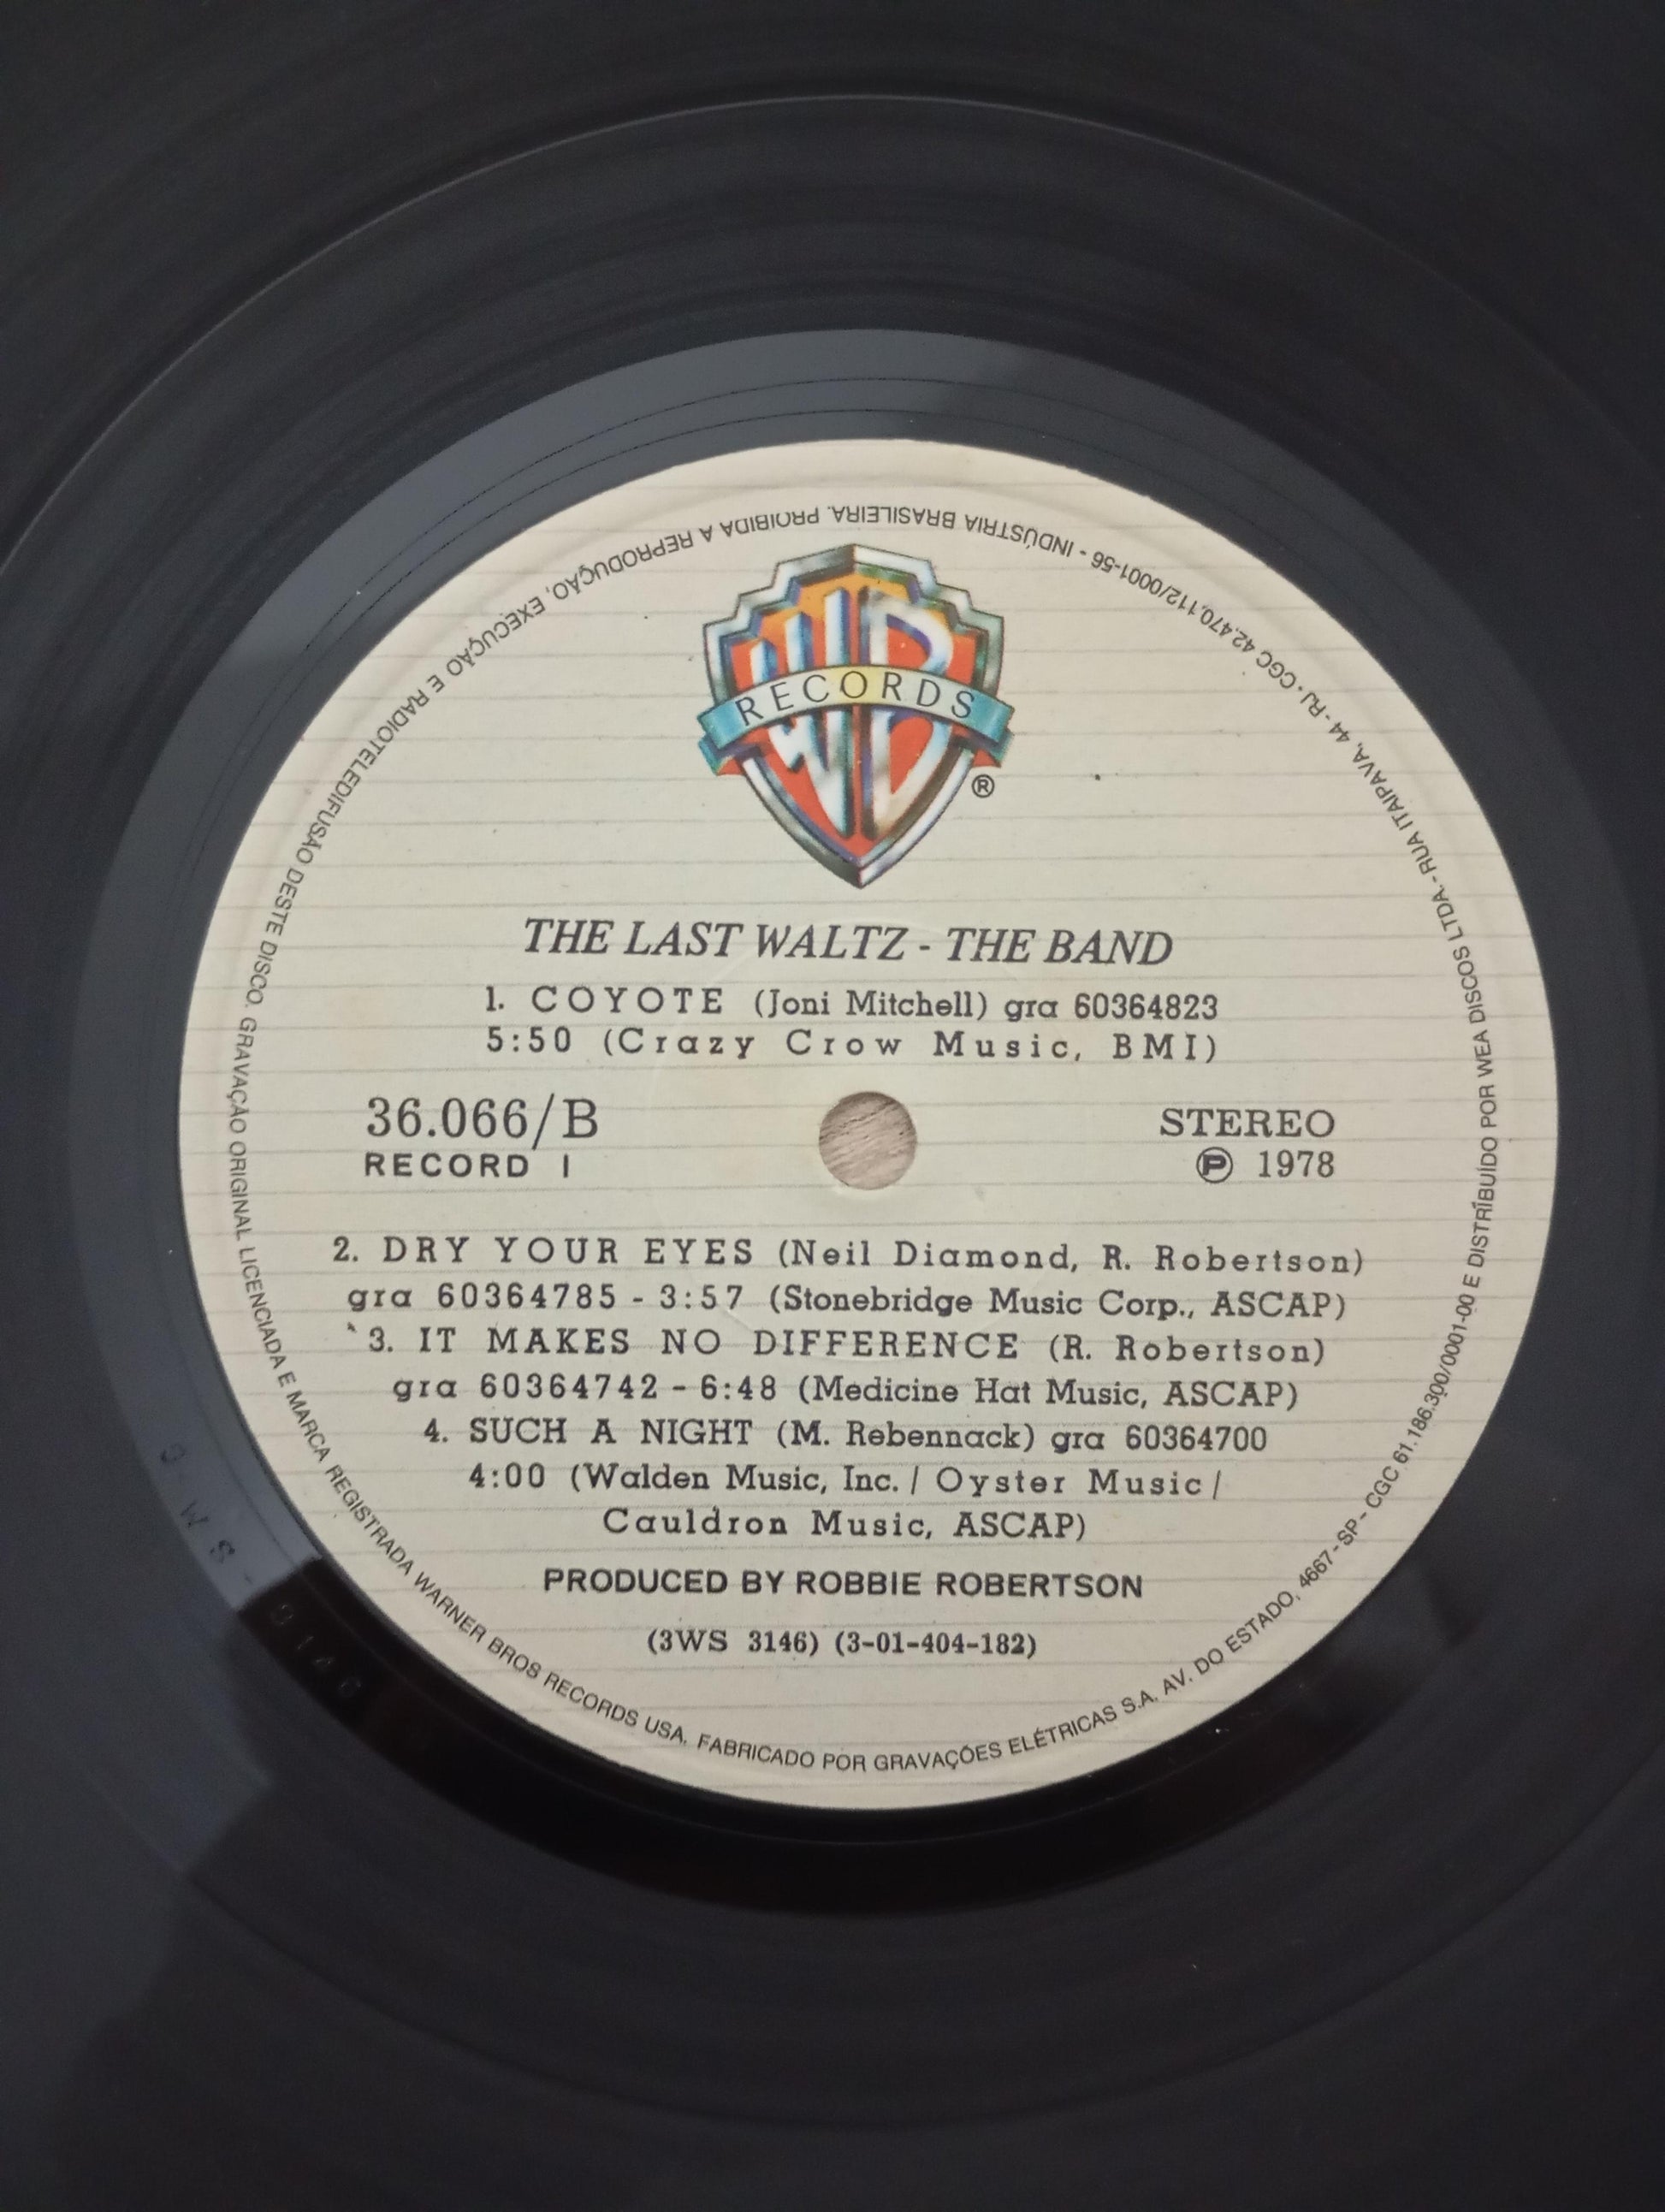 WB
RECORDS
®
THE LAST WALTZ - THE BAND
1. COYOTE (Joni Mitchell) gra 60364823
5:50 (Crazy Crow Music, BMI)
36.066/B
RECORD 1
STEREO
Ⓟ 1978
2. DRY YOUR EYES (Neil Diamond, R. Robertson)
gra 60364785 - 3:57 (Stonebridge Music Corp., ASCAP)
3. IT MAKES NO DIFFERENCE (R. Robertson)
gra 60364742 - 6:48 (Medicine Hat Music, ASCAP)
4. SUCH A NIGHT (M. Rebennack) gra 60364700
4:00 (Walden Music, Inc. / Oyster Music /
Cauldron Music, ASCAP)
PRODUCED BY ROBBIE ROBERTSON
(3WS 3146) (3-01-404-182)
GRAVAÇÃO ORIGINAL LICENCIADA E MARCA REGISTRADA WARNER BROS RECORDS USA. FABRICADO POR GRAVAÇÕES ELÉTRICAS S.A. AV. DO ESTADO, 4667 - SP - CGC 61.186.300/0001-00 E DISTRIBUÍDO POR WEA DISCOS LTDA. - RUA ITAIPAVA, 44 - RJ - CGC 42.470.112/0001-56 - INDÚSTRIA BRASILEIRA. PROIBIDA A REPRODUÇÃO, EXECUÇÃO E RADIOTELEDIFUSÃO DESTE DISCO.